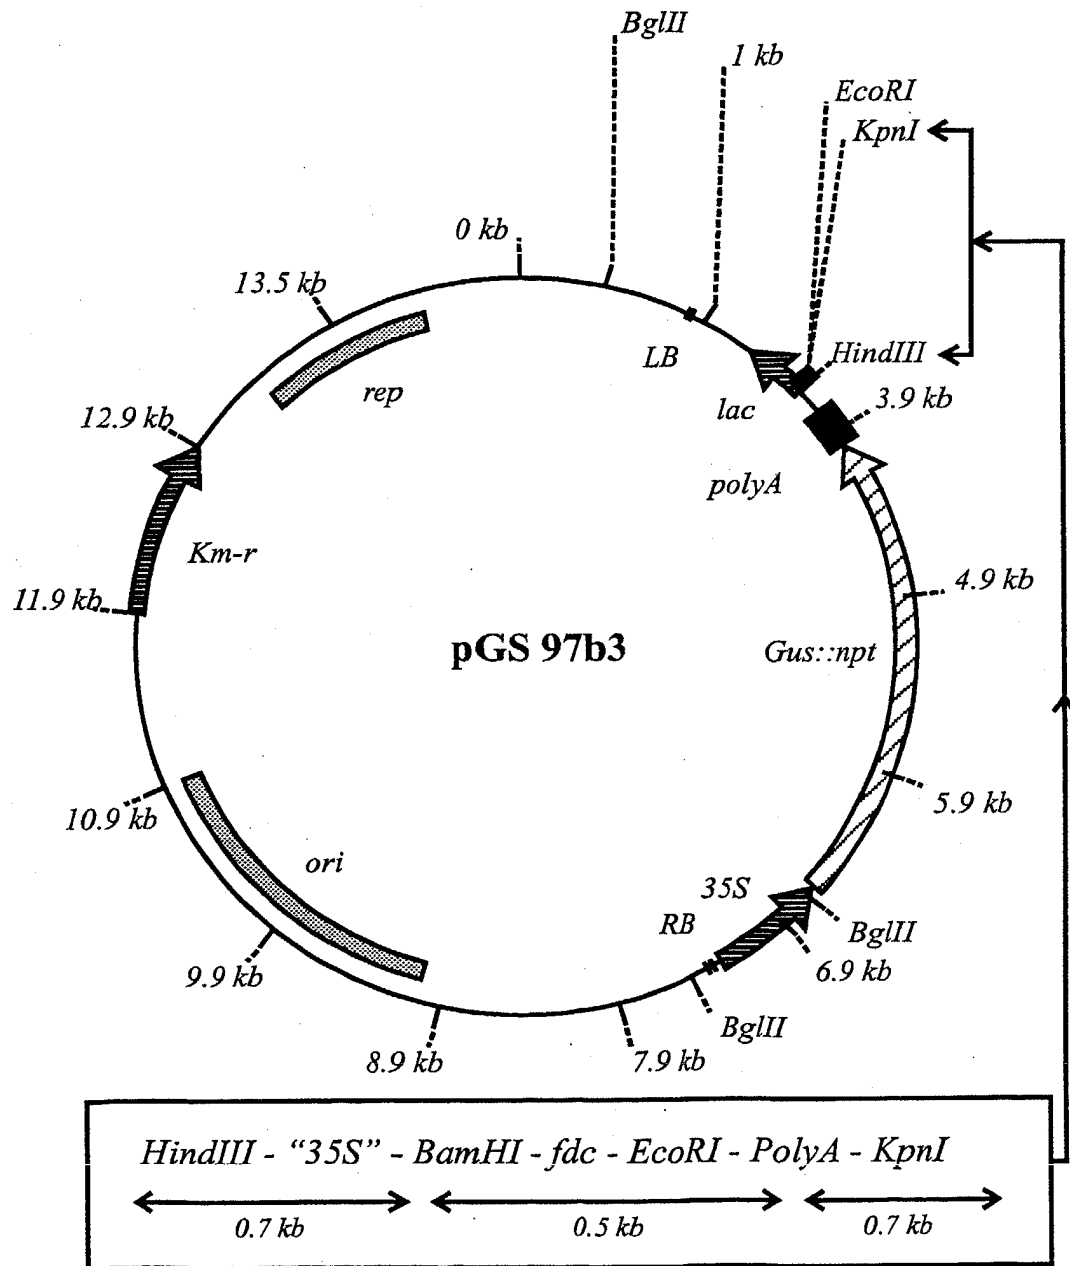 BglII
1 kb
EcoRI
KpnI
0 kb
13.5 kb
LB
HindIII
rep
lac
3.9 kb
12.9 kb
polyA
Km-r
4.9 kb
11.9 kb
pGS 97b3
Gus::npt
5.9 kb
10.9 kb
ori
35S
RB
BglII
6.9 kb
9.9 kb
BglII
8.9 kb
7.9 kb
HindIII - “35S” - BamHI - fdc - EcoRI - PolyA - KpnI
0.7 kb 0.5 kb 0.7 kb